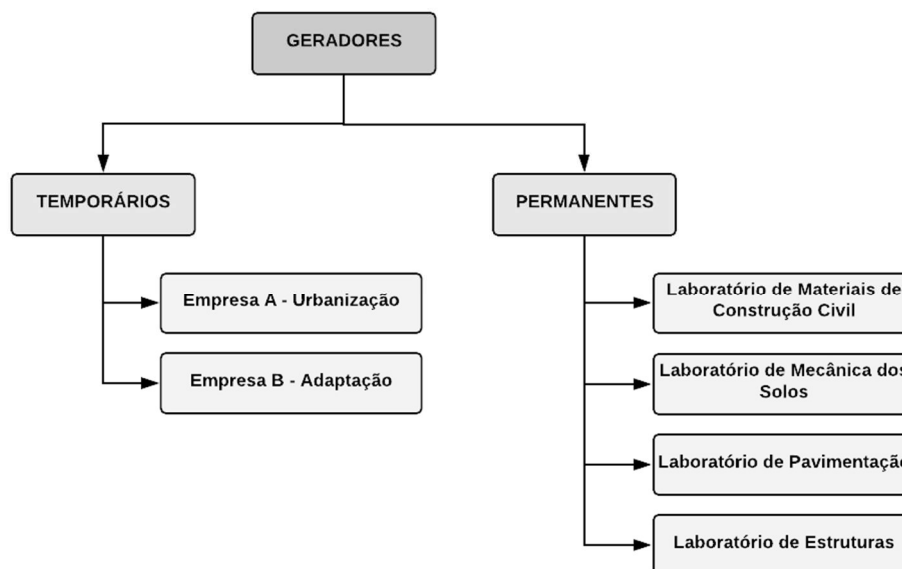 GERADORES
TEMPORÁRIOS
PERMANENTES
Empresa A - Urbanização
Empresa B - Adaptação
Laboratório de Materiais de
Construção Civil
Laboratório de Mecânica dos
Solos
Laboratório de Pavimentação
Laboratório de Estruturas